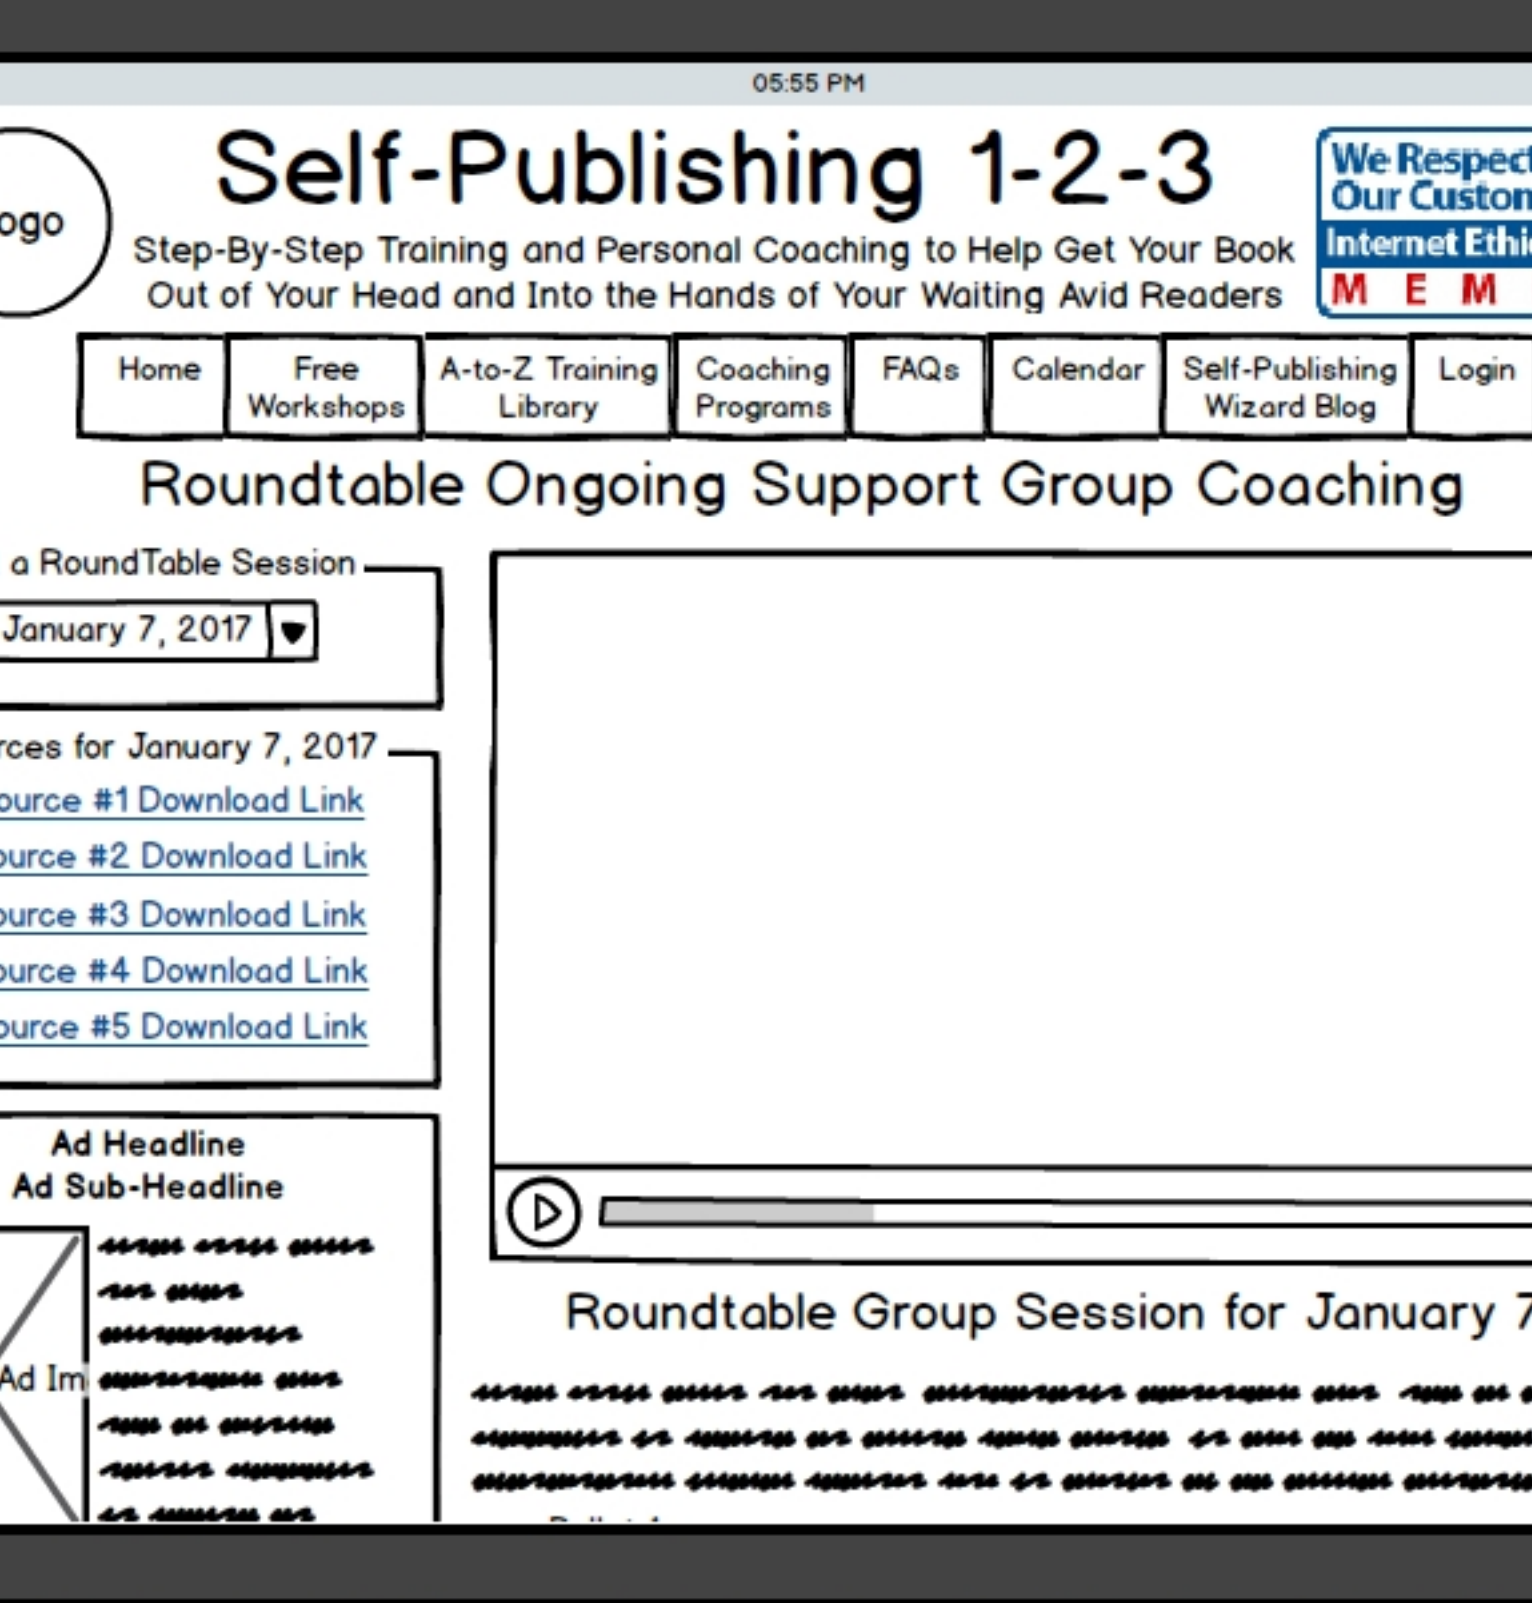 05:55 PM
ogo
Self-Publishing 1-2-3
Step-By-Step Training and Personal Coaching to Help Get Your Book
Out of Your Head and Into the Hands of Your Waiting Avid Readers
We Respect
Our Custom
Internet Ethi
M E M
Home
Free
Workshops
A-to-Z Training
Library
Coaching
Programs
FAQs
Calendar
Self-Publishing
Wizard Blog
Login
Roundtable Ongoing Support Group Coaching
a RoundTable Session
January 7, 2017
rces for January 7, 2017
ource #1 Download Link
ource #2 Download Link
ource #3 Download Link
ource #4 Download Link
ource #5 Download Link
Ad Headline
Ad Sub-Headline
Ad Im
Roundtable Group Session for January 7